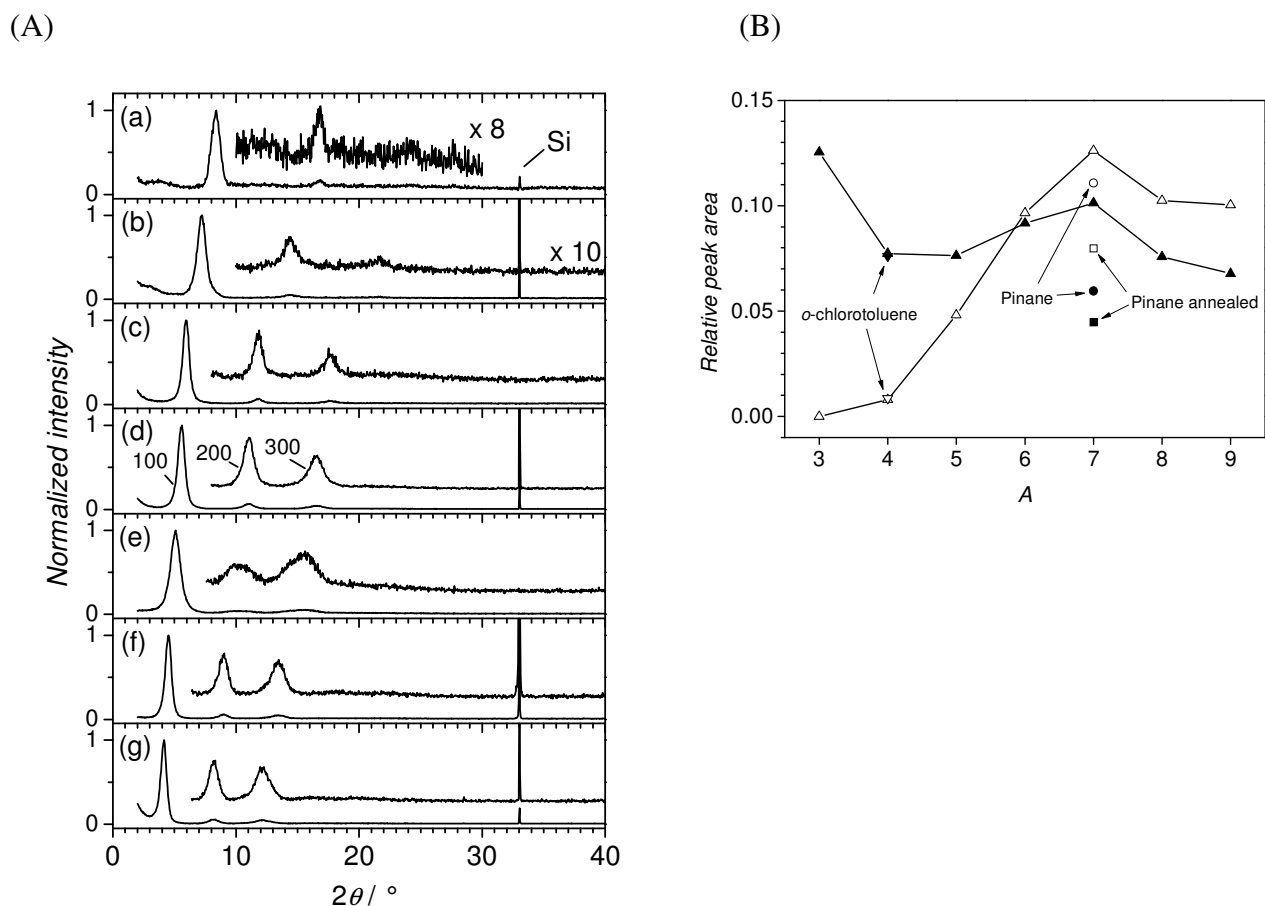 (A)
(B)
Normalized intensity
(a)
x 8
Si
1
0
(b)
x 10
1
0
(c)
1
0
(d)
100
200
300
1
0
(e)
1
0
(f)
1
0
(g)
1
0
0 10 20 30 40
2θ / °
Relative peak area
0.15
0.10
0.05
0.00
o-chlorotoluene
Pinane
Pinane annealed
3 4 5 6 7 8 9
A